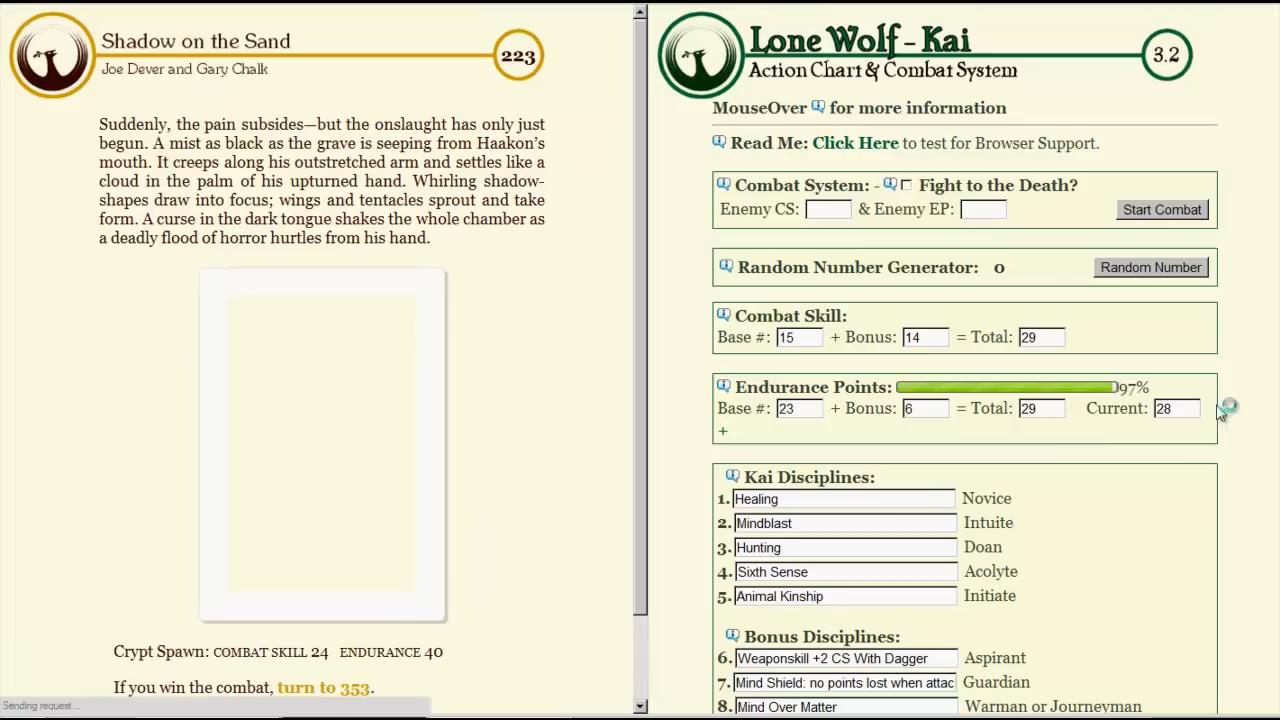 Shadow on the Sand
Joe Dever and Gary Chalk
223
Suddenly, the pain subsides—but the onslaught has only just
begun. A mist as black as the grave is seeping from Haakon's
mouth. It creeps along his outstretched arm and settles like a
cloud in the palm of his upturned hand. Whirling shadow-
shapes draw into focus; wings and tentacles sprout and take
form. A curse in the dark tongue shakes the whole chamber as
a deadly flood of horror hurtles from his hand.
Crypt Spawn: COMBAT SKILL 24 ENDURANCE 40
If you win the combat, turn to 353.
Sending request...
Lone Wolf - Kai
Action Chart & Combat System
3.2
MouseOver for more information
Read Me: Click Here to test for Browser Support.
Combat System: - Fight to the Death?
Enemy CS: & Enemy EP: Start Combat
Random Number Generator: 0 Random Number
Combat Skill:
Base #: 15 + Bonus: 14 = Total: 29
Endurance Points: 97%
Base #: 23 + Bonus: 6 = Total: 29 Current: 28
+
Kai Disciplines:
1. Healing Novice
2. Mindblast Intuite
3. Hunting Doan
4. Sixth Sense Acolyte
5. Animal Kinship Initiate
Bonus Disciplines:
6. Weaponskill +2 CS With Dagger Aspirant
7. Mind Shield: no points lost when attac Guardian
8. Mind Over Matter Warman or Journeyman